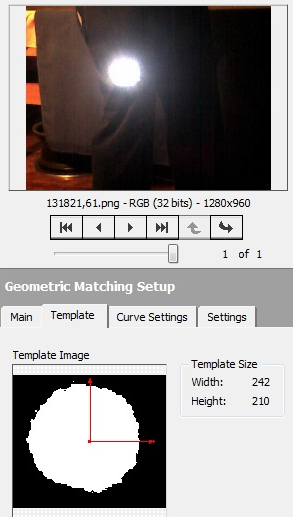 131821,61.png - RGB (32 bits) - 1280x960
1 of 1
Geometric Matching Setup
Main Template Curve Settings Settings
Template Image
Template Size
Width: 242
Height: 210